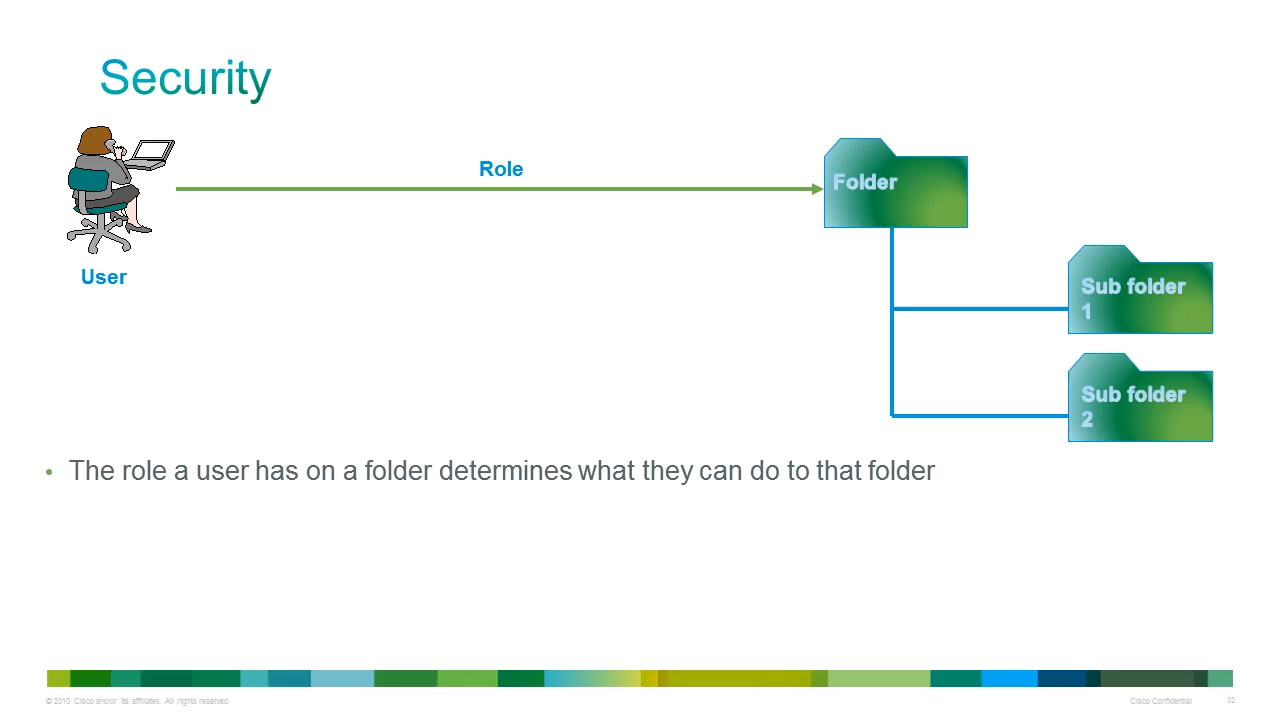 Security
Role
Folder
User
Sub folder
1
Sub folder
2
• The role a user has on a folder determines what they can do to that folder
© 2010 Cisco and/or its affiliates. All rights reserved.
Cisco Confidential
32